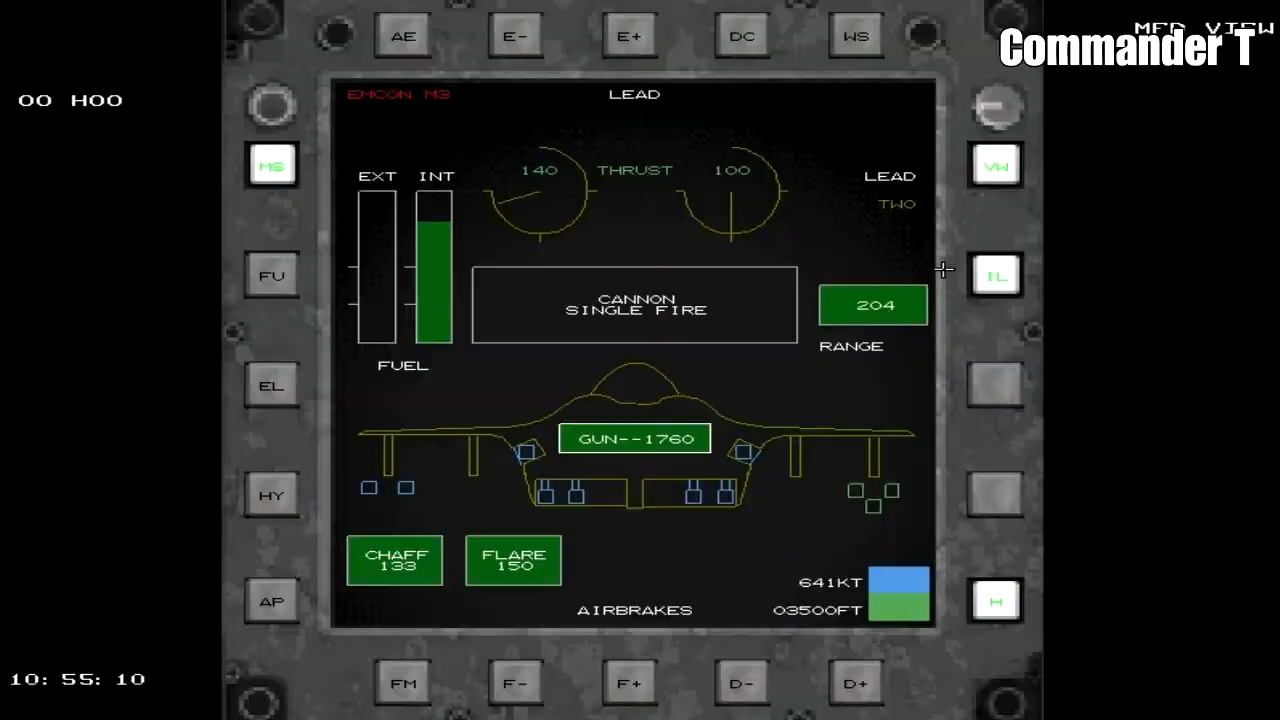 AE E- E+ DC WS
MFD VIEW
Commander T
OO HOO
EMCON M3 LEAD
MS
VW
EXT INT
140 THRUST 100
LEAD
TWO
FU
IL
CANNON
SINGLE FIRE
204
RANGE
FUEL
EL
GUN--1760
HY
CHAFF
133
FLARE
150
641KT
AP
AIRBRAKES
03500FT
H
10:55:10
FM F- F+ D- D+